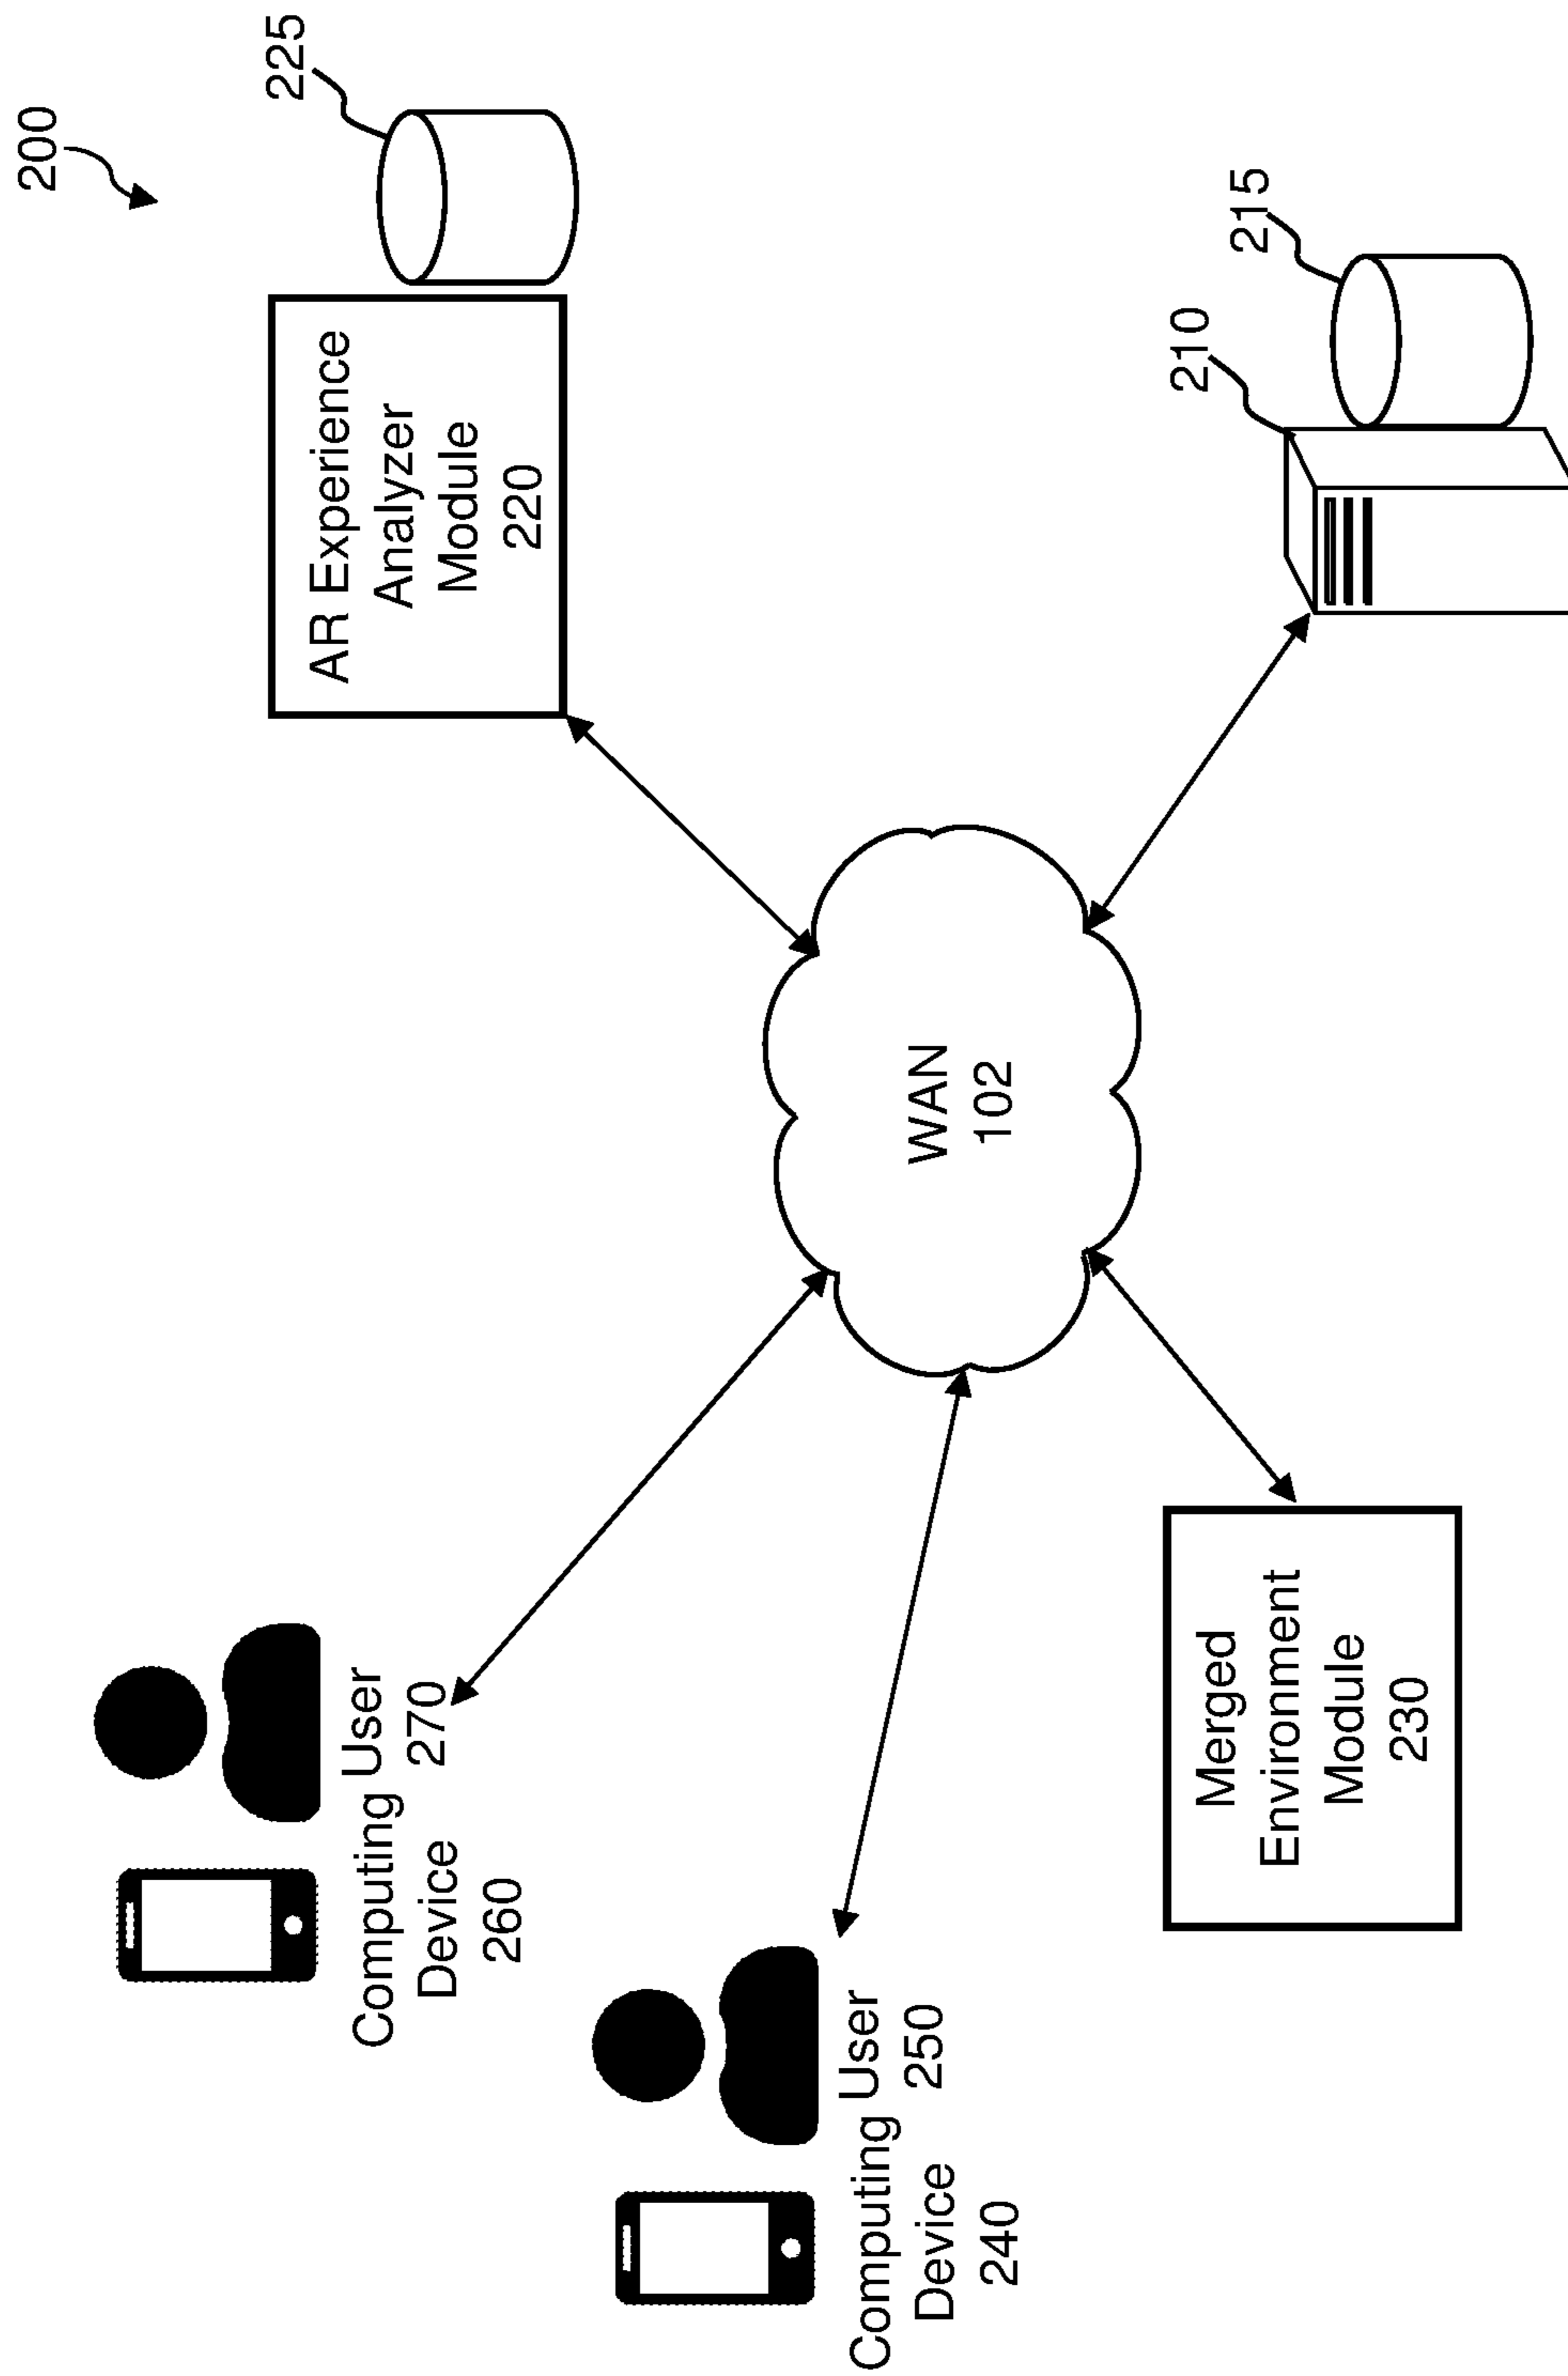 200
Computing
Device
260
User
270
AR Experience
Analyzer
Module
220
225
Computing
Device
240
User
250
WAN
102
Merged
Environment
Module
230
210
215